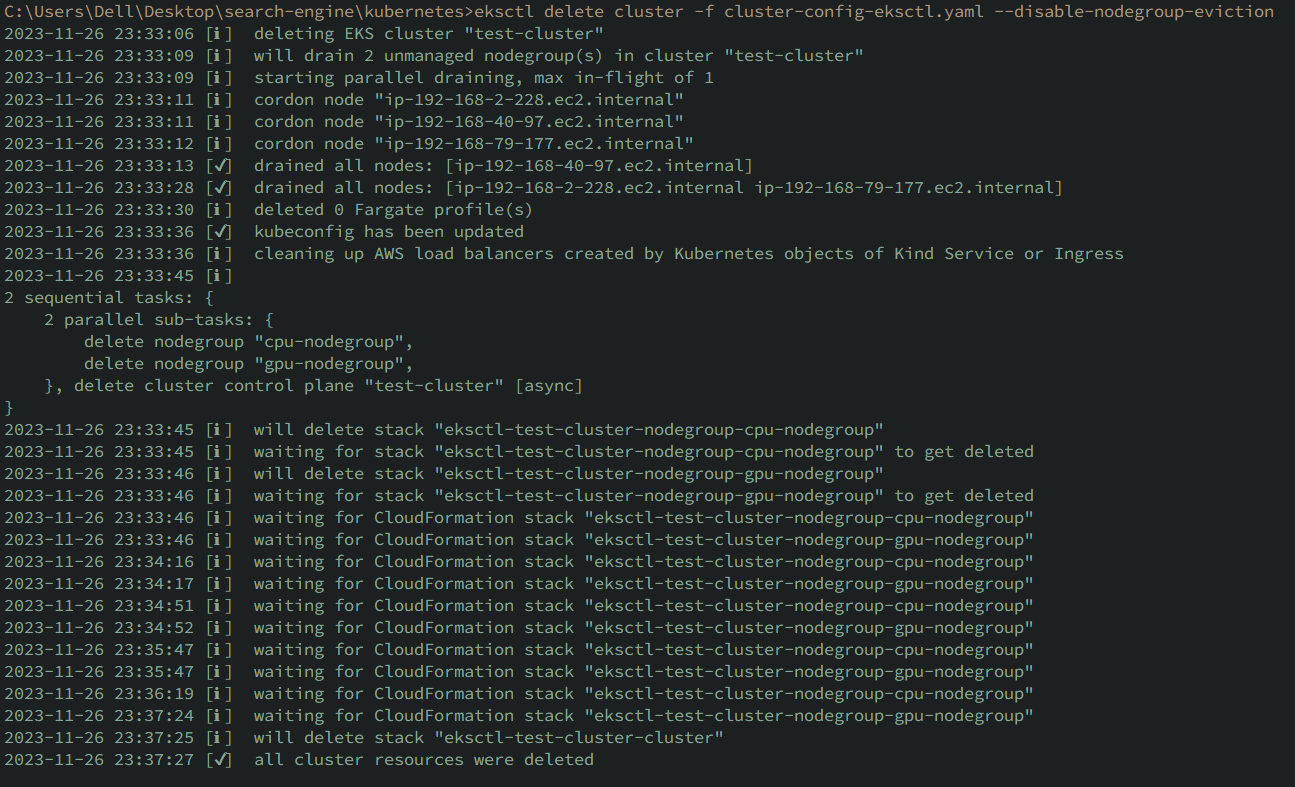 C:\Users\Dell\Desktop\search-engine\kubernetes>eksctl delete cluster -f cluster-config-eksctl.yaml --disable-nodegroup-eviction
2023-11-26 23:33:06 [ℹ]  deleting EKS cluster "test-cluster"
2023-11-26 23:33:09 [ℹ]  will drain 2 unmanaged nodegroup(s) in cluster "test-cluster"
2023-11-26 23:33:09 [ℹ]  starting parallel draining, max in-flight of 1
2023-11-26 23:33:11 [ℹ]  cordon node "ip-192-168-2-228.ec2.internal"
2023-11-26 23:33:11 [ℹ]  cordon node "ip-192-168-40-97.ec2.internal"
2023-11-26 23:33:12 [ℹ]  cordon node "ip-192-168-79-177.ec2.internal"
2023-11-26 23:33:13 [✔]  drained all nodes: [ip-192-168-40-97.ec2.internal]
2023-11-26 23:33:28 [✔]  drained all nodes: [ip-192-168-2-228.ec2.internal ip-192-168-79-177.ec2.internal]
2023-11-26 23:33:30 [ℹ]  deleted 0 Fargate profile(s)
2023-11-26 23:33:36 [✔]  kubeconfig has been updated
2023-11-26 23:33:36 [ℹ]  cleaning up AWS load balancers created by Kubernetes objects of Kind Service or Ingress
2023-11-26 23:33:45 [ℹ]
2 sequential tasks: {
    2 parallel sub-tasks: {
        delete nodegroup "cpu-nodegroup",
        delete nodegroup "gpu-nodegroup",
    }, delete cluster control plane "test-cluster" [async]
}
2023-11-26 23:33:45 [ℹ]  will delete stack "eksctl-test-cluster-nodegroup-cpu-nodegroup"
2023-11-26 23:33:45 [ℹ]  waiting for stack "eksctl-test-cluster-nodegroup-cpu-nodegroup" to get deleted
2023-11-26 23:33:46 [ℹ]  will delete stack "eksctl-test-cluster-nodegroup-gpu-nodegroup"
2023-11-26 23:33:46 [ℹ]  waiting for stack "eksctl-test-cluster-nodegroup-gpu-nodegroup" to get deleted
2023-11-26 23:33:46 [ℹ]  waiting for CloudFormation stack "eksctl-test-cluster-nodegroup-cpu-nodegroup"
2023-11-26 23:33:46 [ℹ]  waiting for CloudFormation stack "eksctl-test-cluster-nodegroup-gpu-nodegroup"
2023-11-26 23:34:16 [ℹ]  waiting for CloudFormation stack "eksctl-test-cluster-nodegroup-cpu-nodegroup"
2023-11-26 23:34:17 [ℹ]  waiting for CloudFormation stack "eksctl-test-cluster-nodegroup-gpu-nodegroup"
2023-11-26 23:34:51 [ℹ]  waiting for CloudFormation stack "eksctl-test-cluster-nodegroup-cpu-nodegroup"
2023-11-26 23:34:52 [ℹ]  waiting for CloudFormation stack "eksctl-test-cluster-nodegroup-gpu-nodegroup"
2023-11-26 23:35:47 [ℹ]  waiting for CloudFormation stack "eksctl-test-cluster-nodegroup-cpu-nodegroup"
2023-11-26 23:35:47 [ℹ]  waiting for CloudFormation stack "eksctl-test-cluster-nodegroup-gpu-nodegroup"
2023-11-26 23:36:19 [ℹ]  waiting for CloudFormation stack "eksctl-test-cluster-nodegroup-cpu-nodegroup"
2023-11-26 23:37:24 [ℹ]  waiting for CloudFormation stack "eksctl-test-cluster-nodegroup-gpu-nodegroup"
2023-11-26 23:37:25 [ℹ]  will delete stack "eksctl-test-cluster-cluster"
2023-11-26 23:37:27 [✔]  all cluster resources were deleted